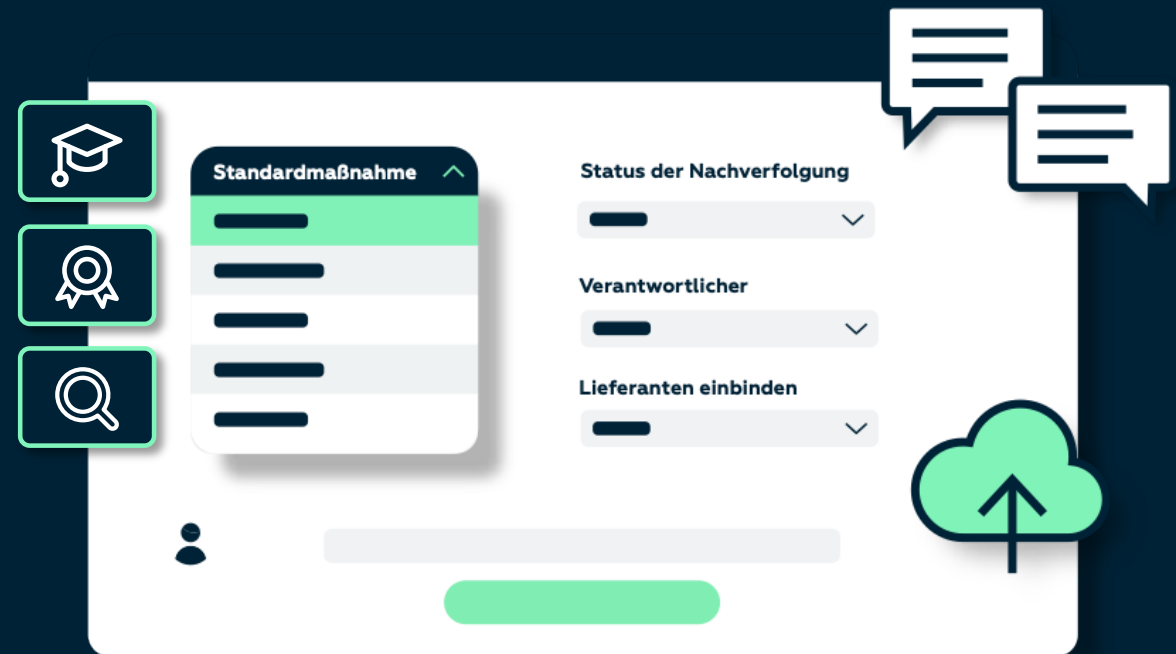 Standardmaßnahme
Status der Nachverfolgung
Verantwortlicher
Lieferanten einbinden